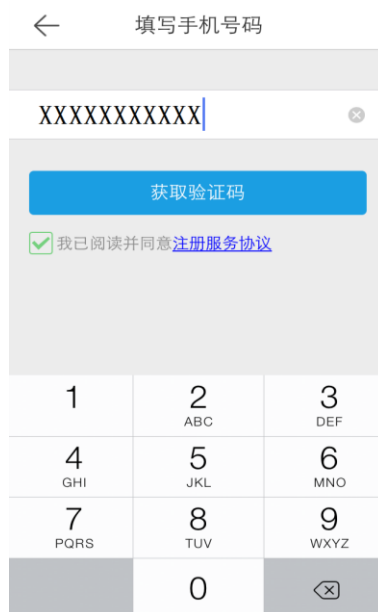 填写手机号码
XXXXXXXXXXX
获取验证码
我已阅读并同意注册服务协议
1 2 3
ABC DEF
4 5 6
GHI JKL MNO
7 8 9
PQRS TUV WXYZ
0